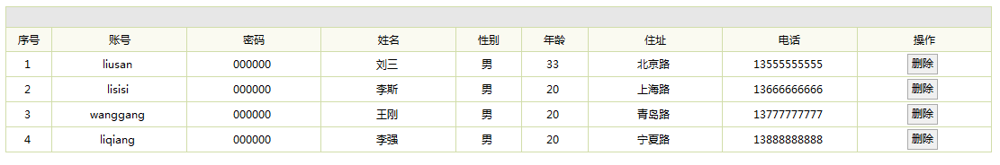 序号 账号 密码 姓名 性别 年龄 住址 电话 操作
1 liusan 000000 刘三 男 33 北京路 13555555555 删除
2 lisisi 000000 李斯 男 20 上海路 13666666666 删除
3 wanggang 000000 王刚 男 20 青岛路 13777777777 删除
4 liqiang 000000 李强 男 20 宁夏路 13888888888 删除